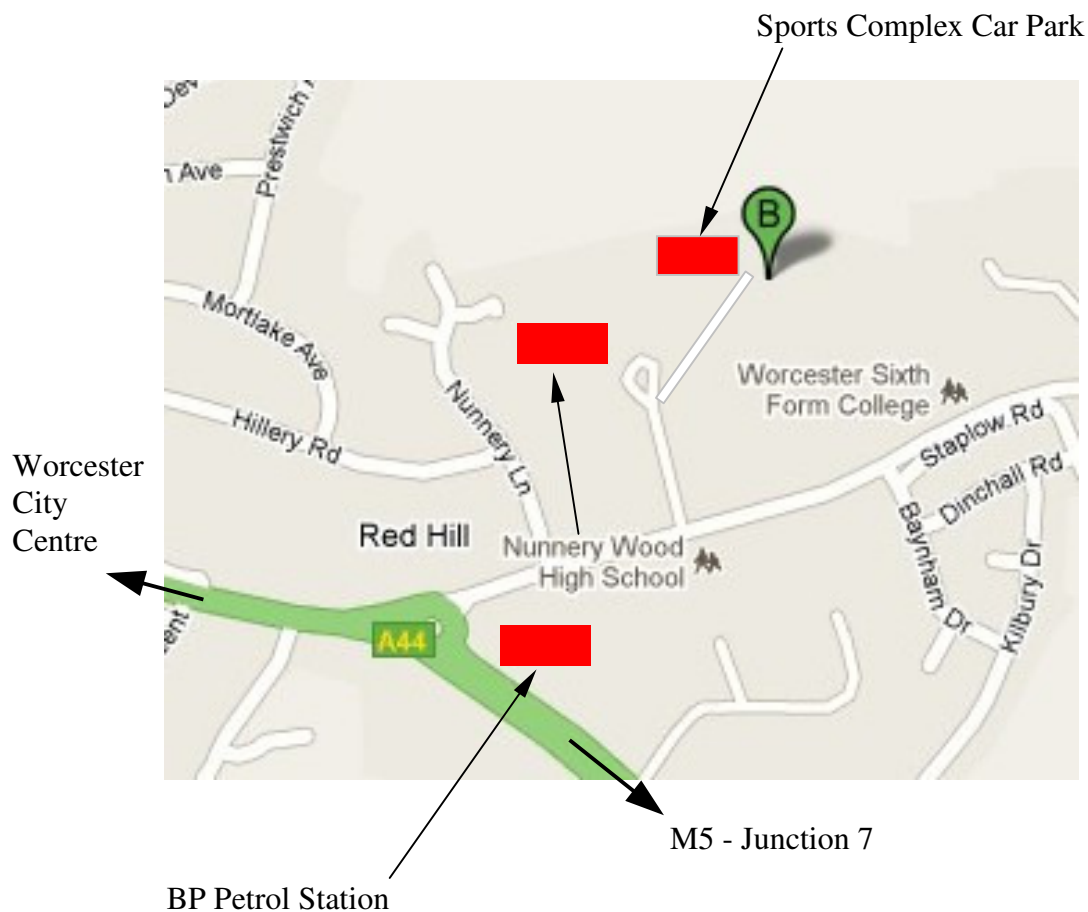 Sports Complex Car Park
Dev
Prestwich A
n Ave
B
Mortlake Ave
Hillery Rd
Nunnery Ln
Worcester Sixth
Form College
Staplow Rd
Dinchall Rd
Baynham Dr
Kilbury Dr
Worcester
City
Centre
Red Hill
Nunnery Wood
High School
A44
ent
M5 - Junction 7
BP Petrol Station